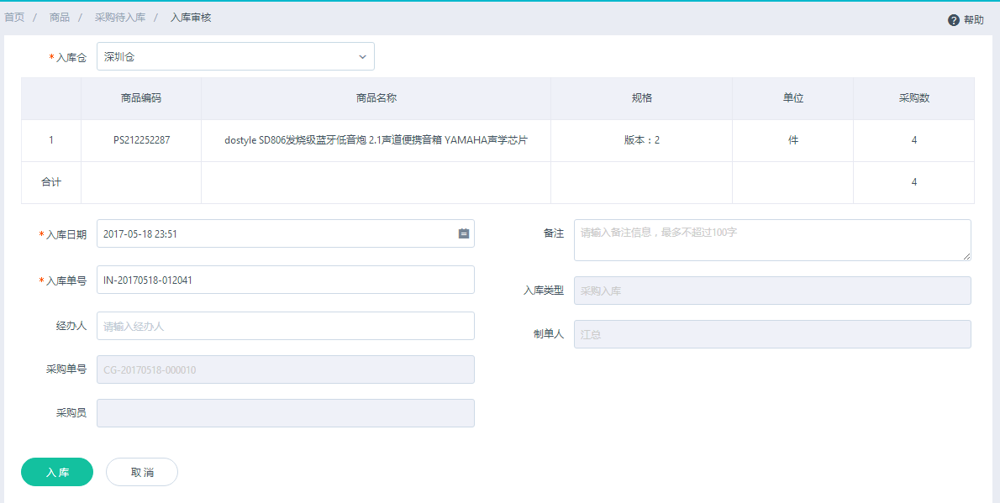 首页 / 商品 / 采购待入库 / 入库审核
? 帮助
*入库仓 深圳仓
商品编码 商品名称 规格 单位 采购数
1 PS212252287 dostyle SD806发烧级蓝牙低音炮 2.1声道便携音箱 YAMAHA声学芯片 版本：2 件 4
合计 4
*入库日期 2017-05-18 23:51
备注 请输入备注信息，最多不超过100字
*入库单号 IN-20170518-012041
入库类型 采购入库
经办人 请输入经办人
制单人 江总
采购单号 CG-20170518-000010
采购员
入库 取消